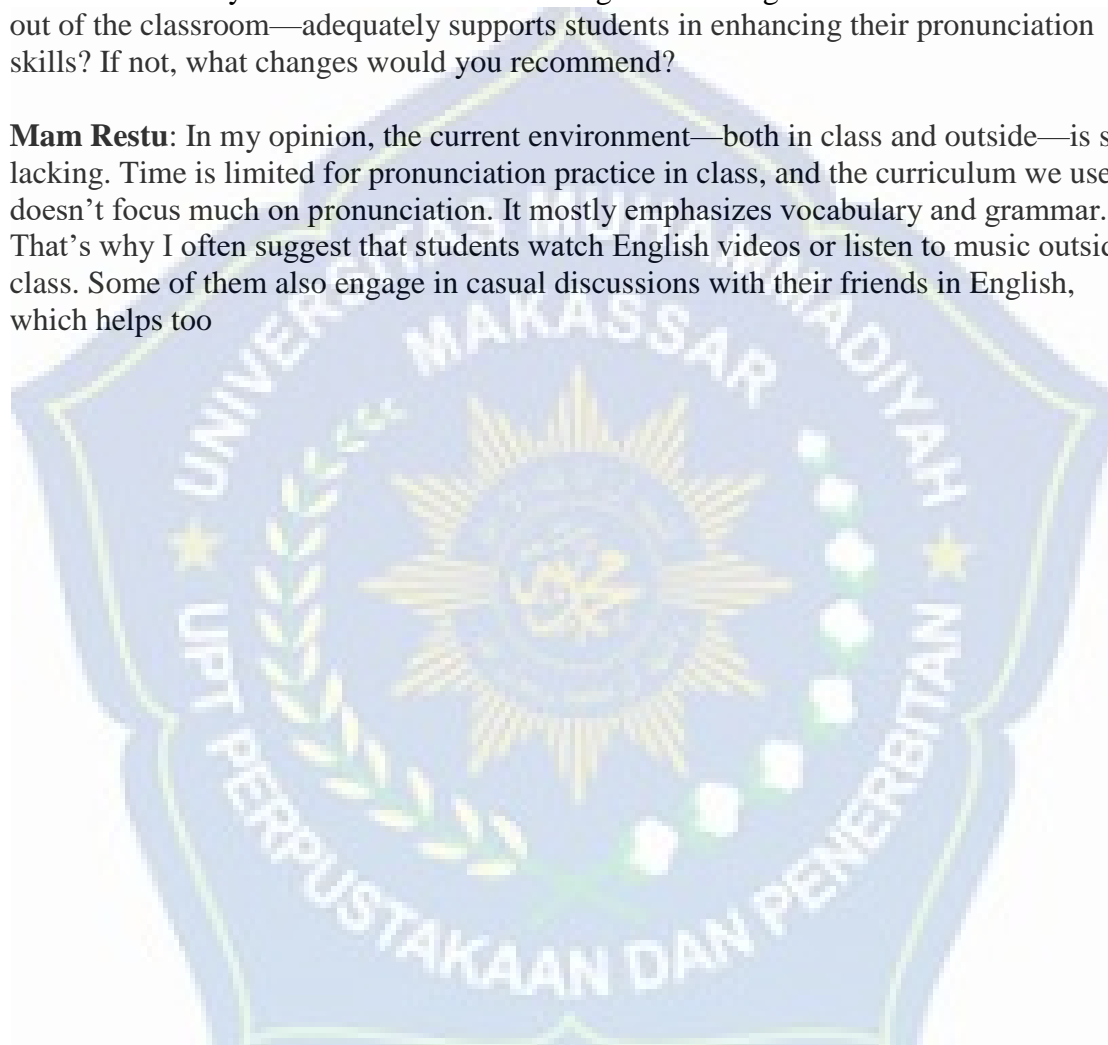 out of the classroom—adequately supports students in enhancing their pronunciation
skills? If not, what changes would you recommend?
Mam Restu: In my opinion, the current environment—both in class and outside—is
lacking. Time is limited for pronunciation practice in class, and the curriculum we use
doesn’t focus much on pronunciation. It mostly emphasizes vocabulary and grammar.
That’s why I often suggest that students watch English videos or listen to music
class. Some of them also engage in casual discussions with their friends in English,
which helps too
UNIVERSITAS MUHAMMADIYAH
MAKASSAR
UPT PERPUSTAKAAN DAN PENERBITAN